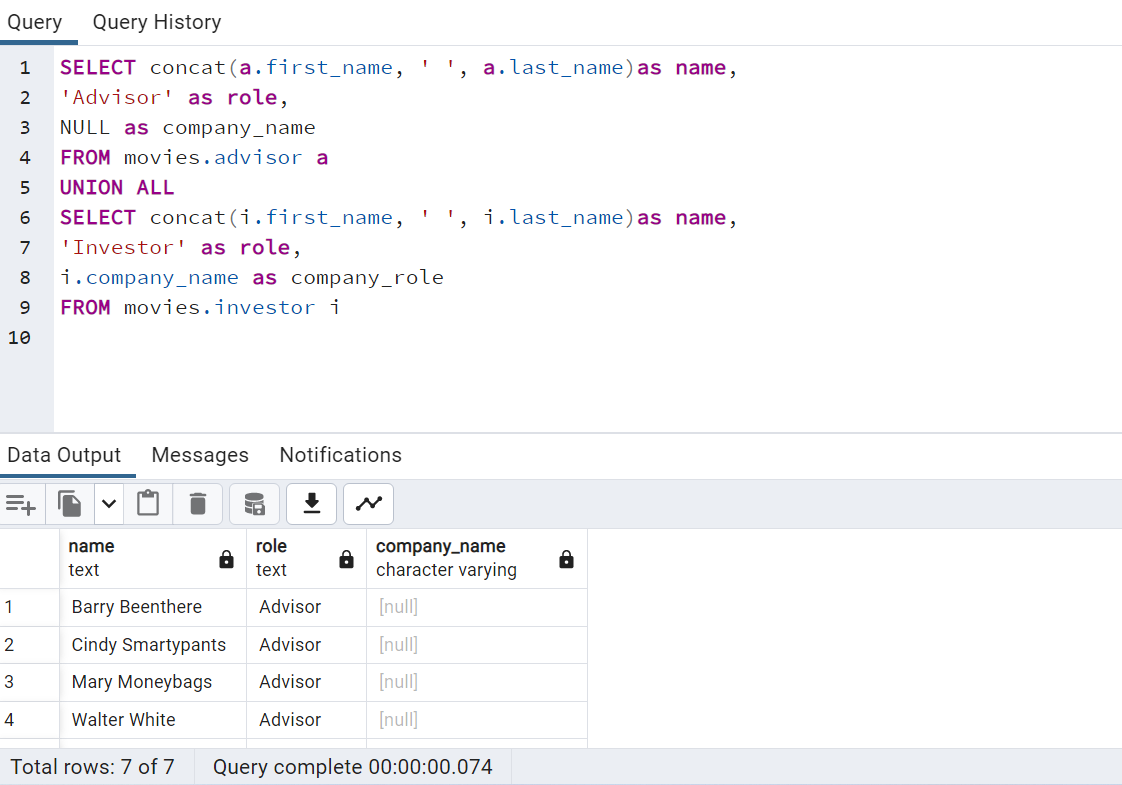 Query Query History
1 SELECT concat(a.first_name, ' ', a.last_name)as name,
2 'Advisor' as role,
3 NULL as company_name
4 FROM movies.advisor a
5 UNION ALL
6 SELECT concat(i.first_name, ' ', i.last_name)as name,
7 'Investor' as role,
8 i.company_name as company_role
9 FROM movies.investor i
10
Data Output Messages Notifications
name role company_name
text text character varying
1 Barry Beenthere Advisor [null]
2 Cindy Smartypants Advisor [null]
3 Mary Moneybags Advisor [null]
4 Walter White Advisor [null]
Total rows: 7 of 7 Query complete 00:00:00.074